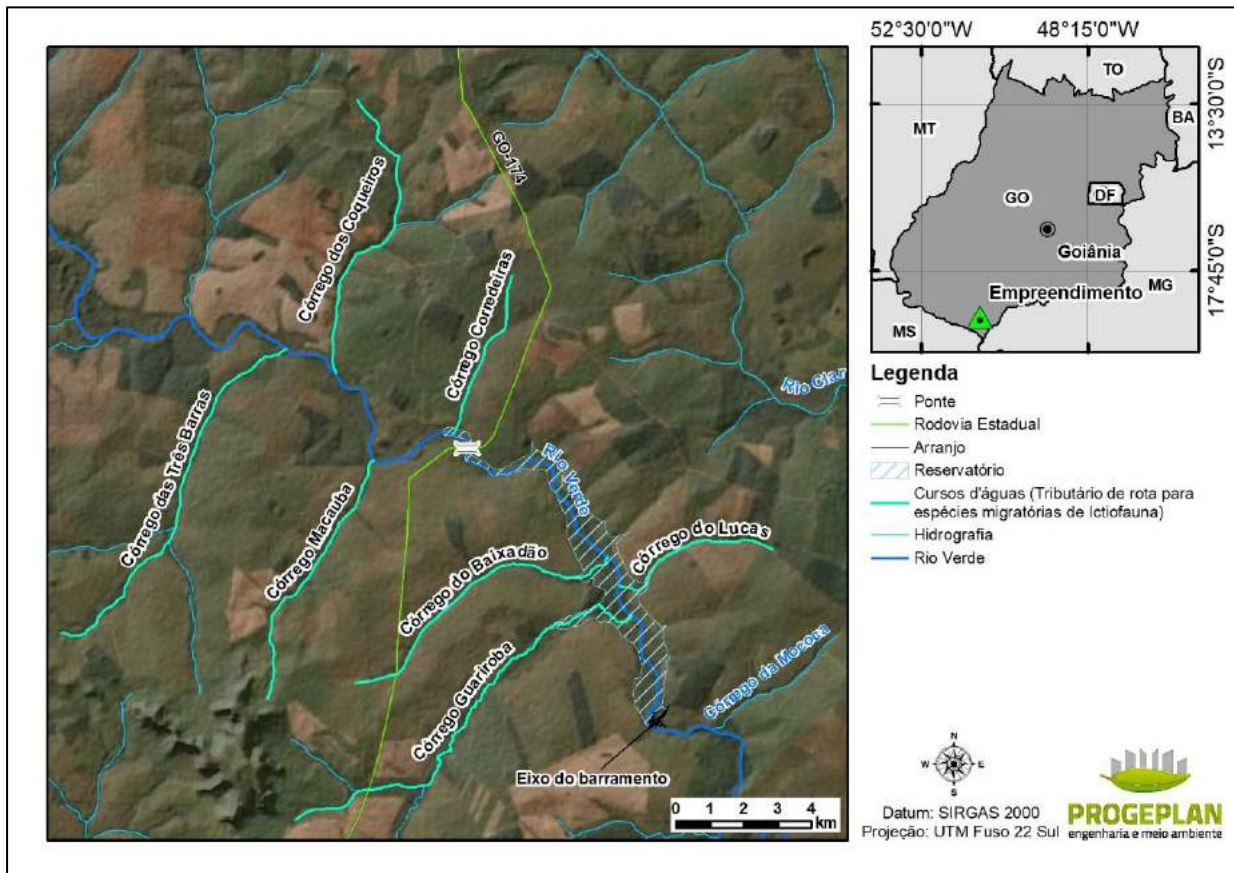 52°30'0"W 48°15'0"W
TO
13°30'0"S
BA
MT
GO
DF
Goiânia
17°45'0"S
MG
Empreendimento
MS
GO-174
Córrego dos Coqueiros
Córrego Corredeiras
Rio Clar
Córrego das Três Barras
Rio Verde
Córrego Macauba
Córrego do Lucas
Córrego do Baixadão
Córrego Guariroba
Córrego da Mococa
Eixo do barramento
0 1 2 3 4
km
Legenda
Ponte
Rodovia Estadual
Arranjo
Reservatório
Cursos d'águas (Tributário de rota para
espécies migratórias de Ictiofauna)
Hidrografia
Rio Verde
N
W E
S
Datum: SIRGAS 2000
Projeção: UTM Fuso 22 Sul
PROGEPLAN
engenharia e meio ambiente